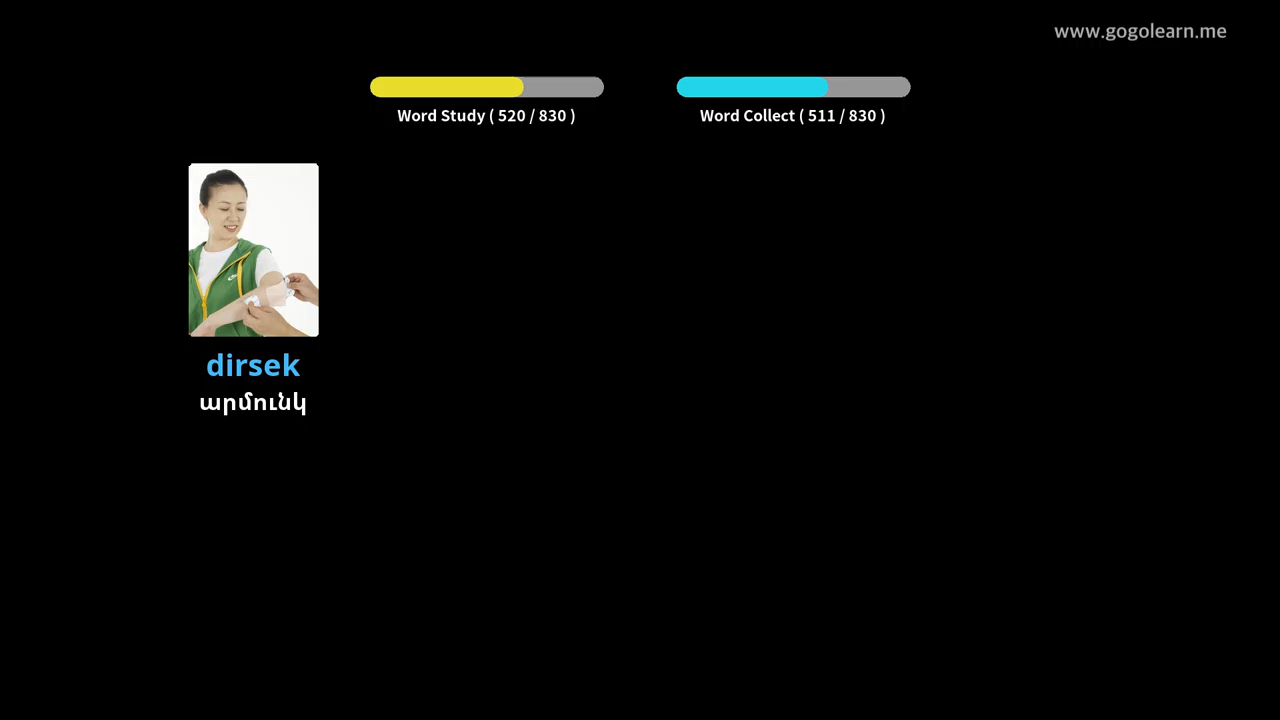 www.gogolearn.me
Word Study ( 520 / 830 )
Word Collect ( 511 / 830 )
dirsek
արմունկ